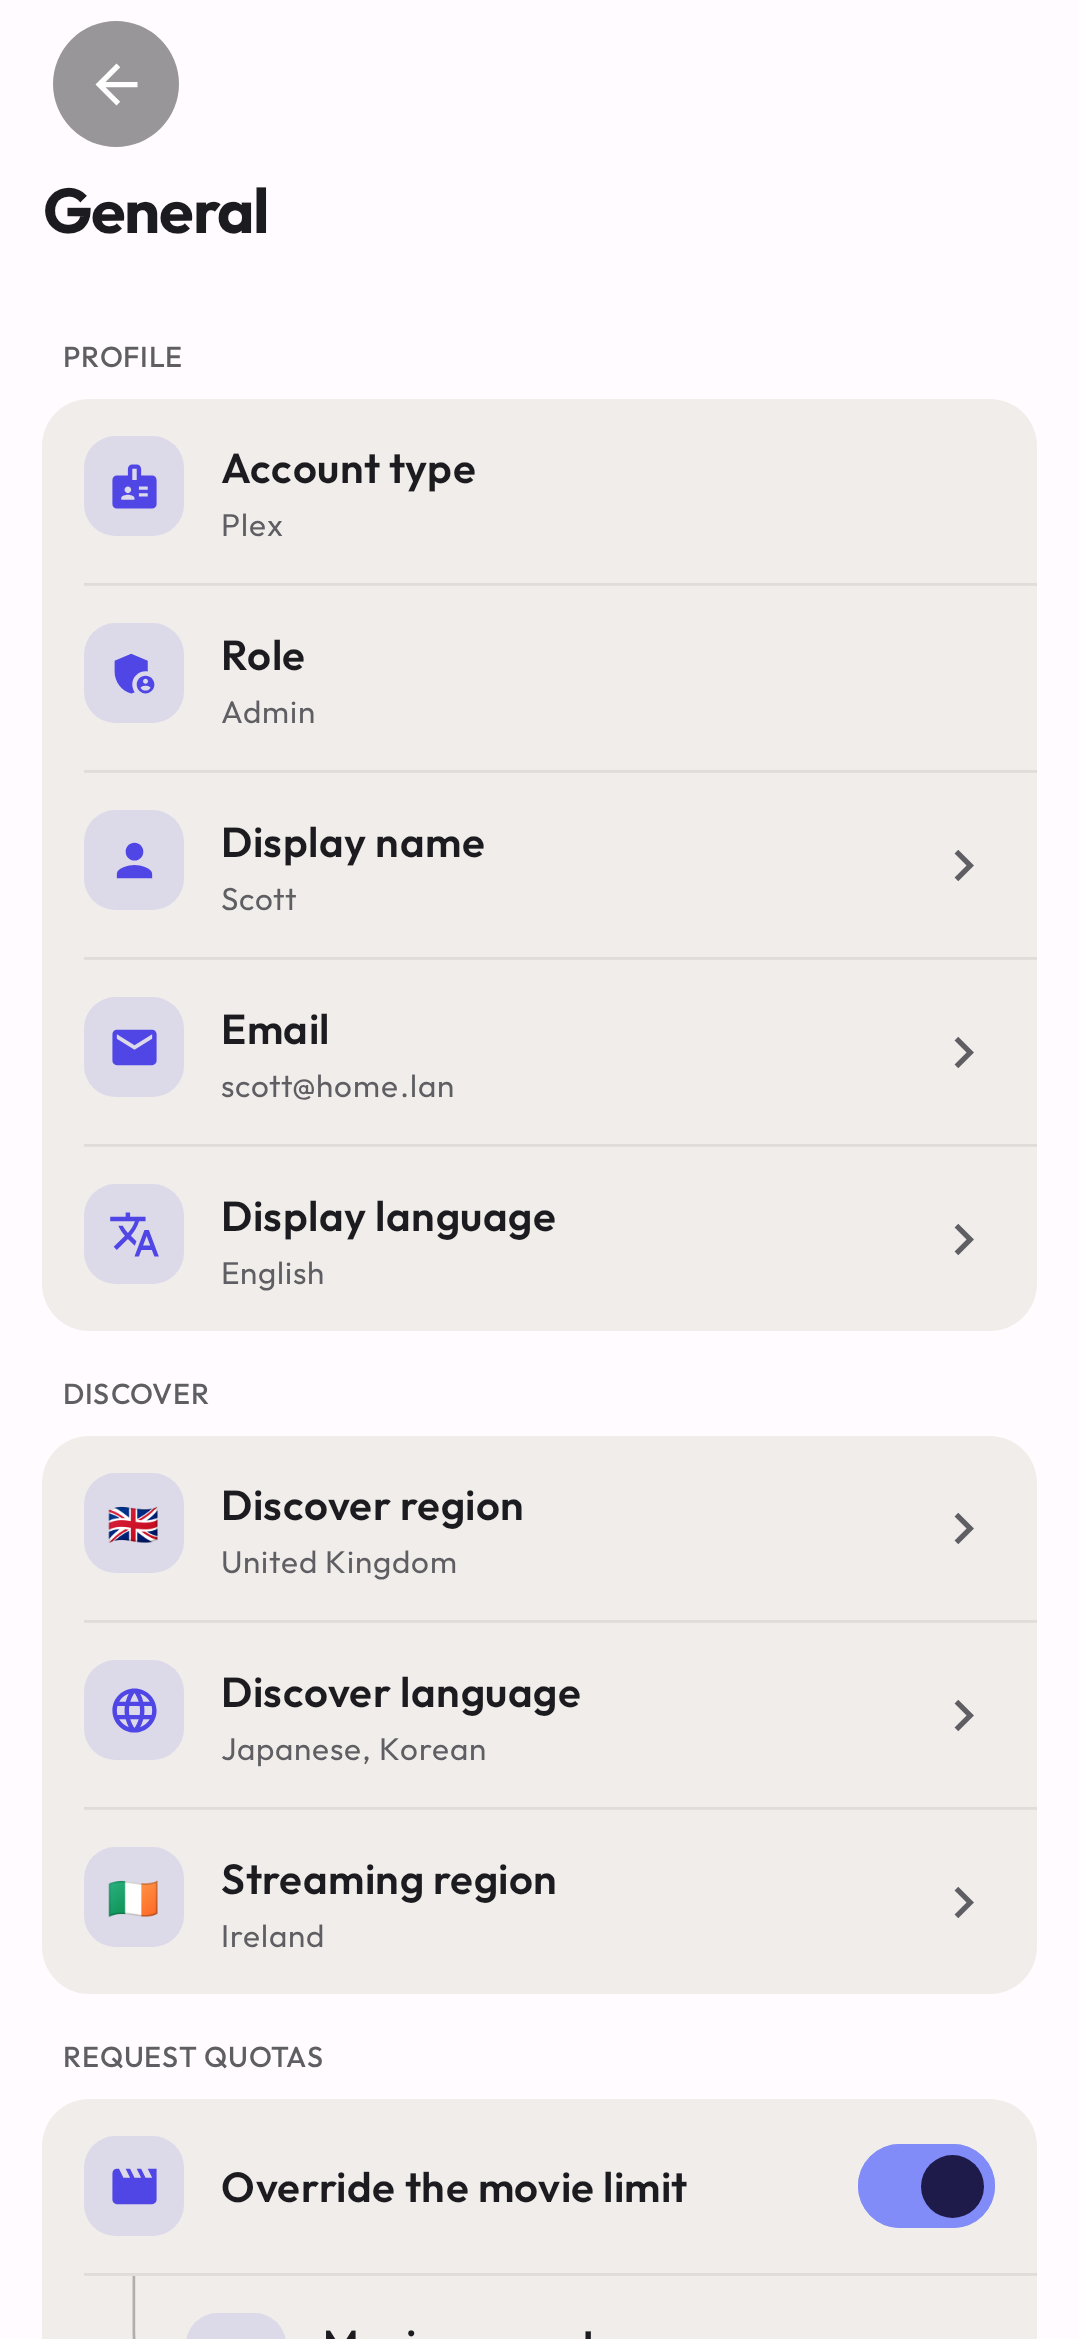 General
PROFILE
Account type
Plex
Role
Admin
Display name
Scott
Email
scott@home.lan
Display language
English
DISCOVER
Discover region
United Kingdom
Discover language
Japanese, Korean
Streaming region
Ireland
REQUEST QUOTAS
Override the movie limit